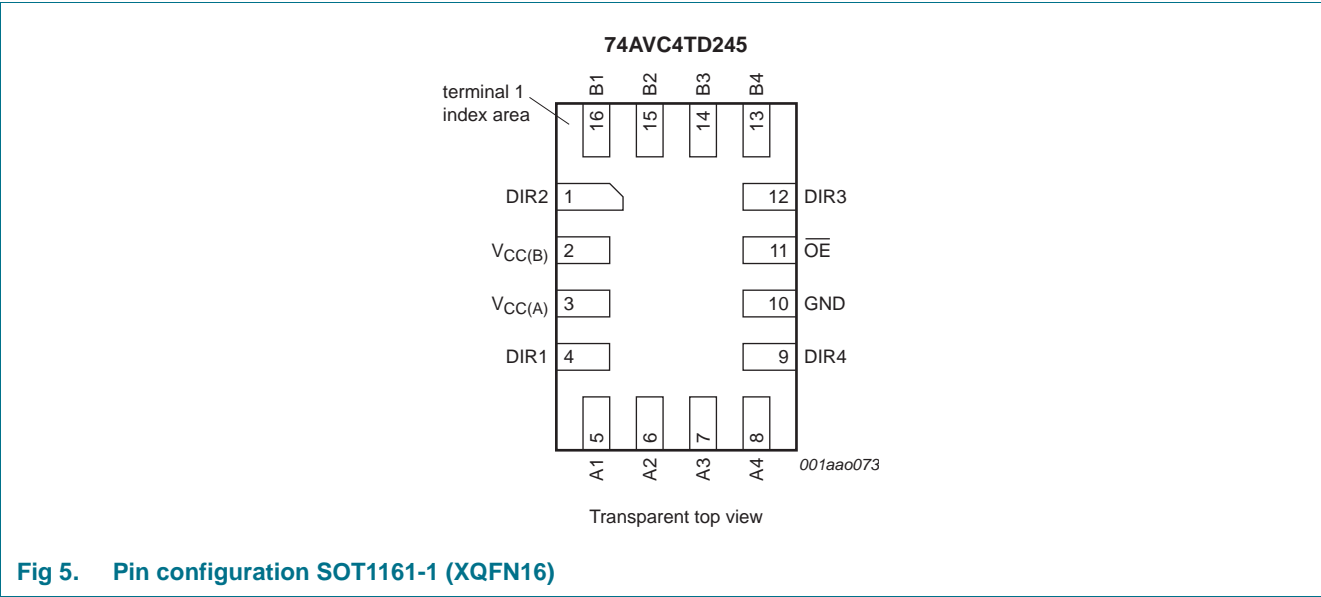 74AVC4TD245
terminal 1
index area
B1
B2
B3
B4
16
15
14
13
DIR2 1
12 DIR3
VCC(B) 2
11 OE
VCC(A) 3
10 GND
DIR1 4
9 DIR4
5
6
7
8
A1
A2
A3
A4
001aao073
Transparent top view
Fig 5. Pin configuration SOT1161-1 (XQFN16)